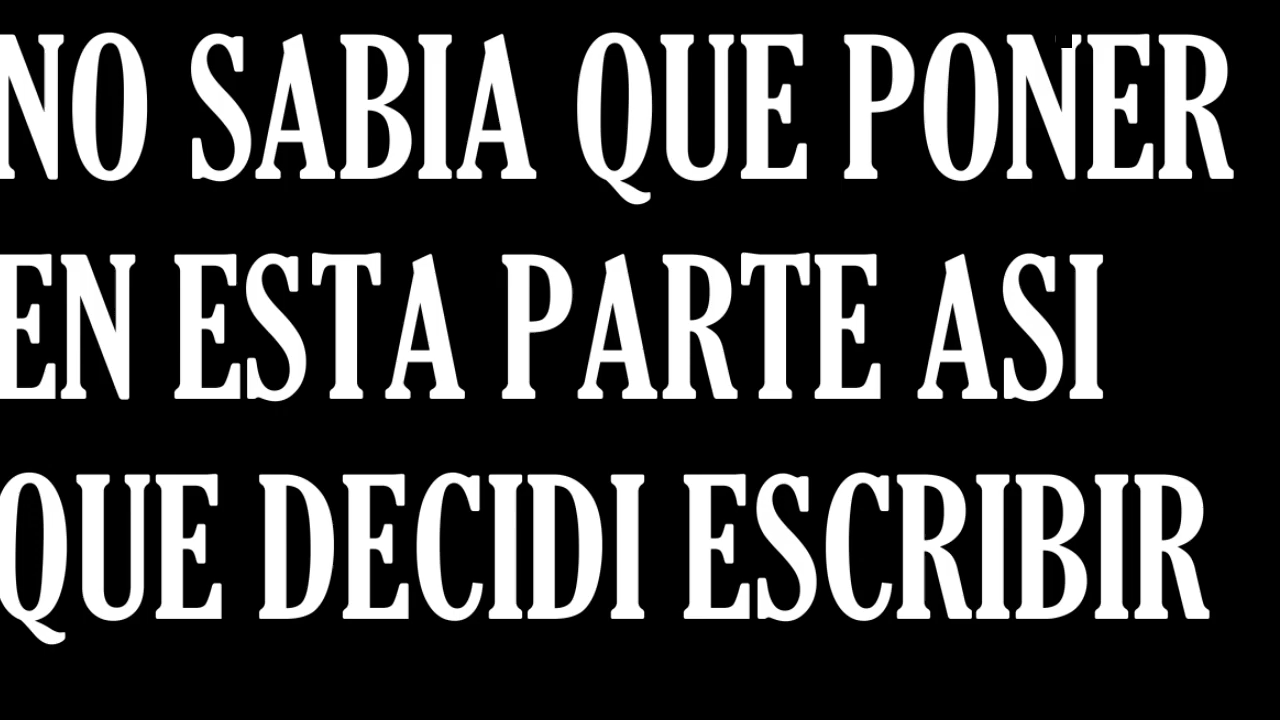 NO SABIA QUE PONER
EN ESTA PARTE ASI
QUE DECIDI ESCRIBIR